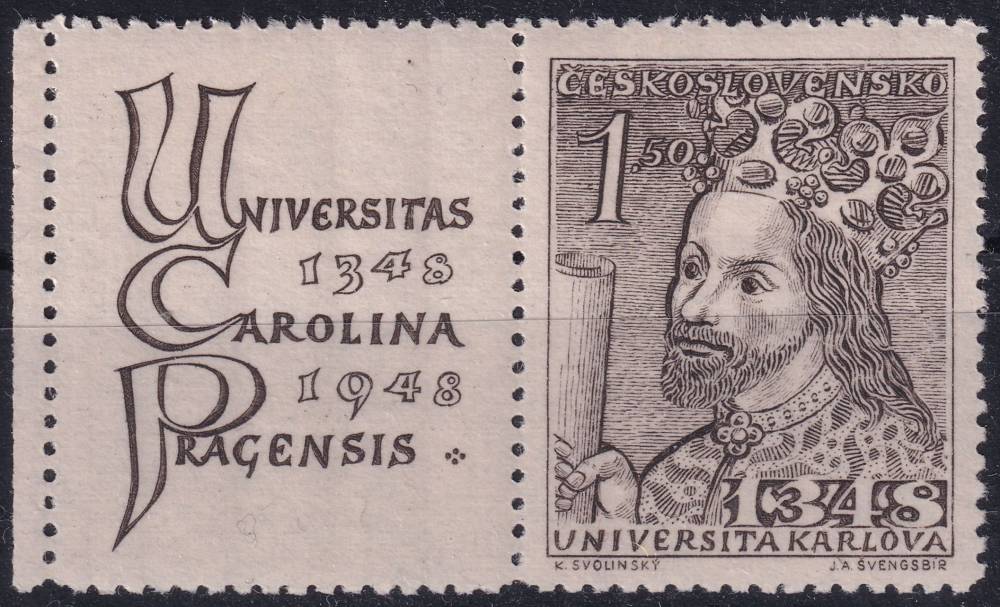 UNIVERSITAS
1348
CAROLINA
1948
PRAGENSIS
ČESKOSLOVENSKO
1.50
1348
UNIVERSITA KARLOVA
K. SVOLINSKÝ
J.A. ŠVENGSBÍR